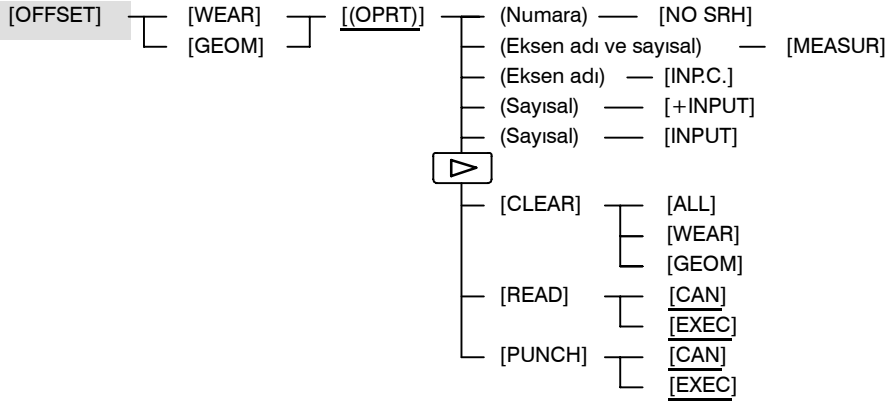 [OFFSET] [WEAR] [(OPRT)] (Numara) [NO SRH]
[GEOM] (Eksen adı ve sayısal) [MEASUR]
(Eksen adı) [INP.C.]
(Sayısal) [+INPUT]
(Sayısal) [INPUT]
[CLEAR] [ALL]
[WEAR]
[GEOM]
[READ] [CAN]
[EXEC]
[PUNCH] [CAN]
[EXEC]